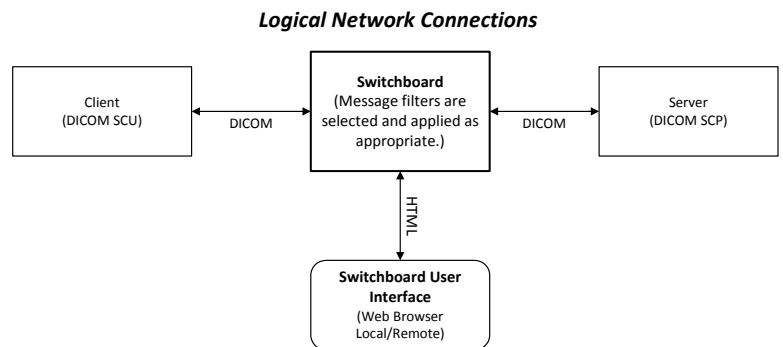 Logical Network Connections
Client
(DICOM SCU)
DICOM
Switchboard
(Message filters are
selected and applied as
appropriate.)
DICOM
Server
(DICOM SCP)
HTML
Switchboard User
Interface
(Web Browser
Local/Remote)